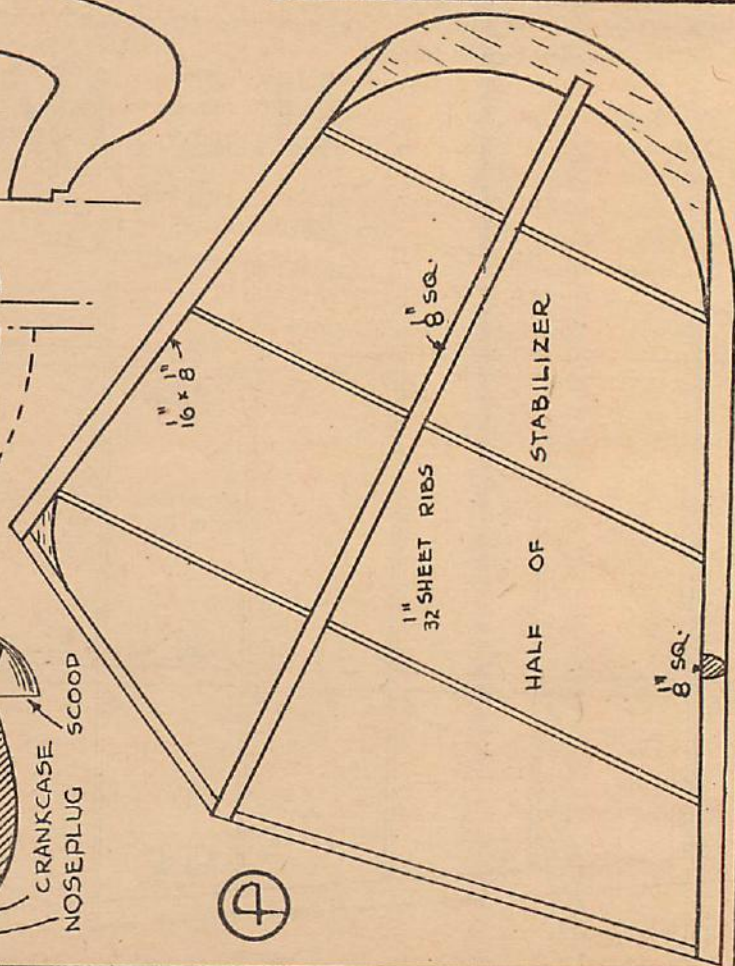 CRANKCASE
NOSEPLUG SCOOP
1" 1"
16 x 8
1"
8 SQ.
1"
32 SHEET RIBS
HALF OF STABILIZER
1"
8 SQ.
P